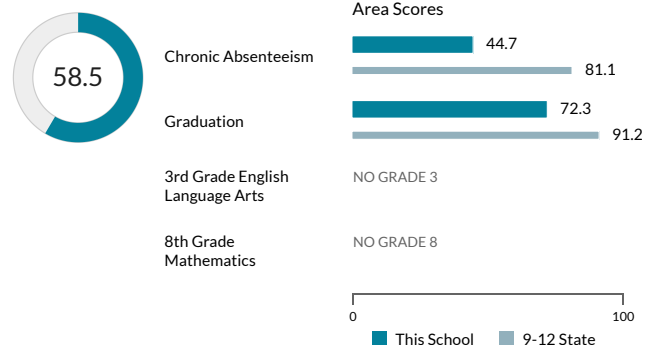 Area Scores
58.5
Chronic Absenteeism
44.7
81.1
Graduation
72.3
91.2
3rd Grade English
Language Arts
NO GRADE 3
8th Grade
Mathematics
NO GRADE 8
0
100
This School
9-12 State